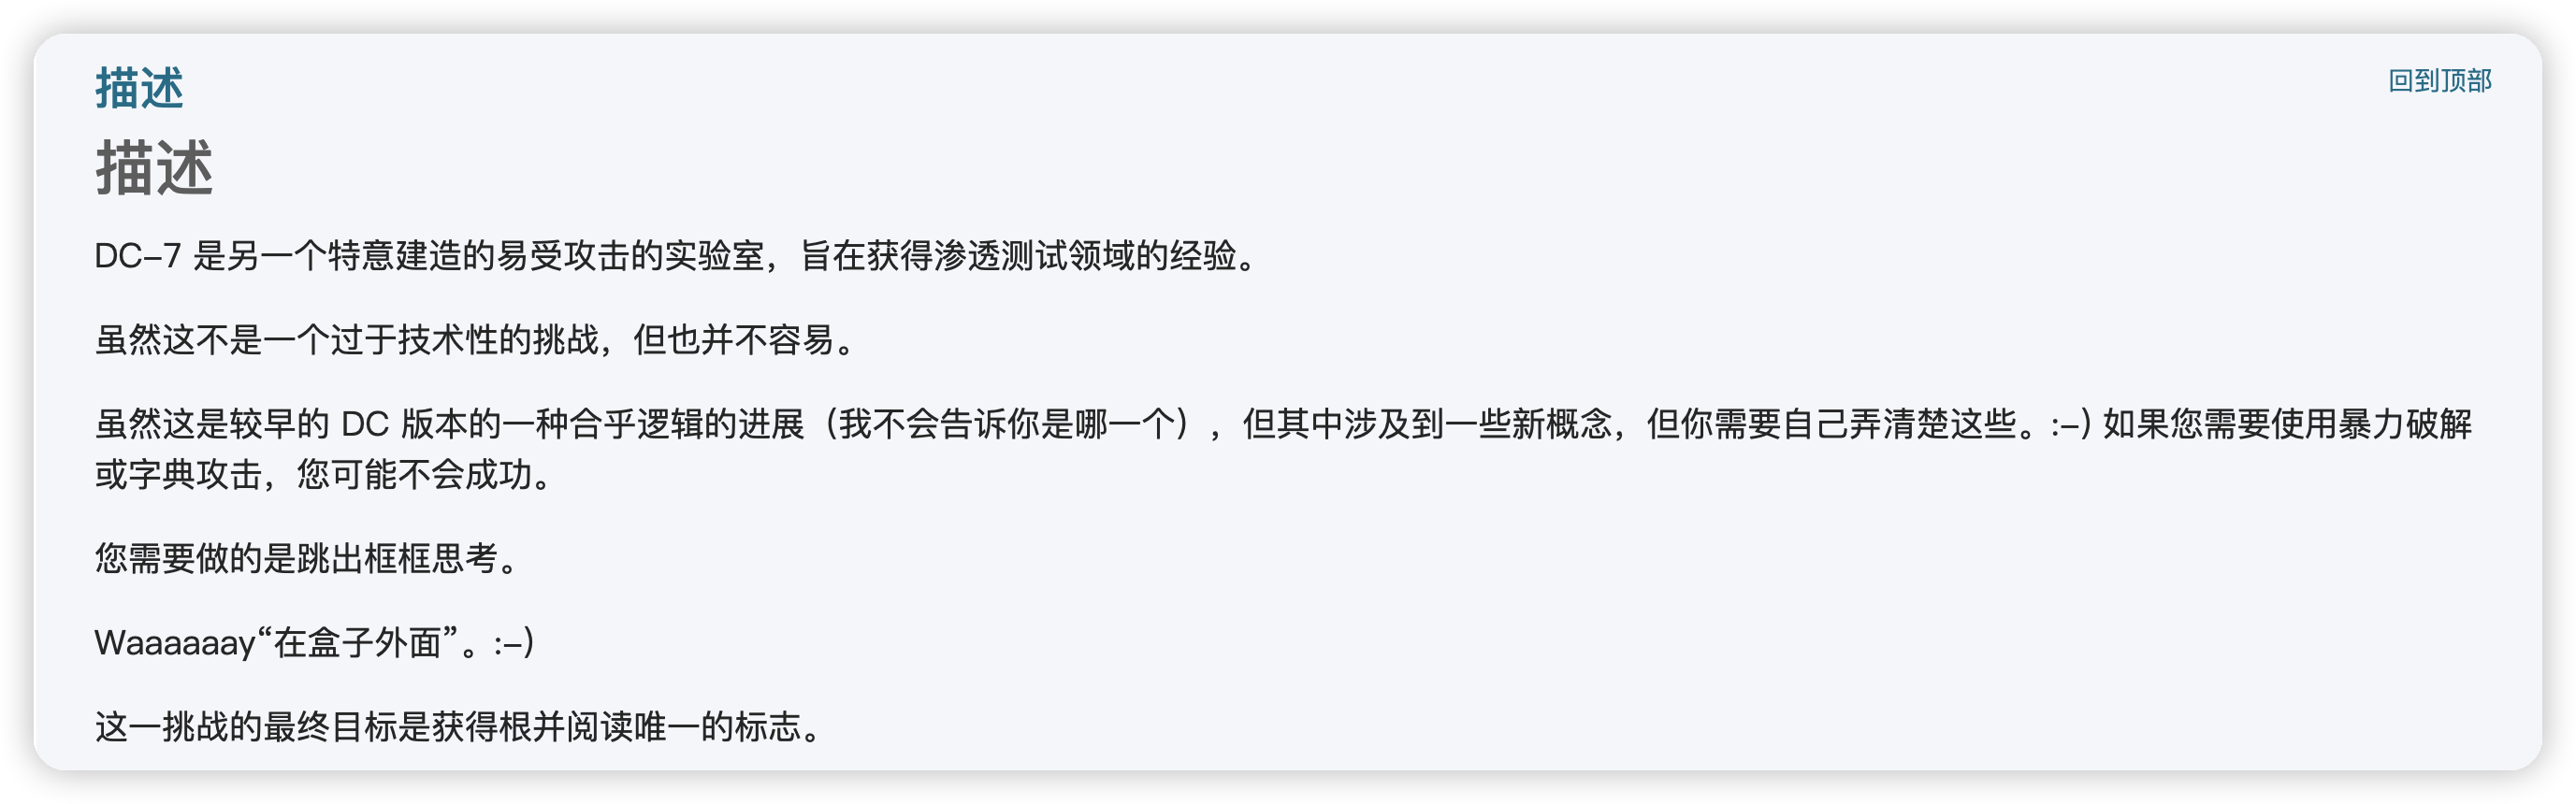 描述
回到顶部
描述
DC-7 是另一个特意建造的易受攻击的实验室，旨在获得渗透测试领域的经验。
虽然这不是一个过于技术性的挑战，但也并不容易。
虽然这是较早的 DC 版本的一种合乎逻辑的进展（我不会告诉你是哪一个），但其中涉及到一些新概念，但你需要自己弄清楚这些。:-) 如果您需要使用暴力破解
或字典攻击，您可能不会成功。
您需要做的是跳出框框思考。
Waaaaaay“在盒子外面”。:-)
这一挑战的最终目标是获得根并阅读唯一的标志。